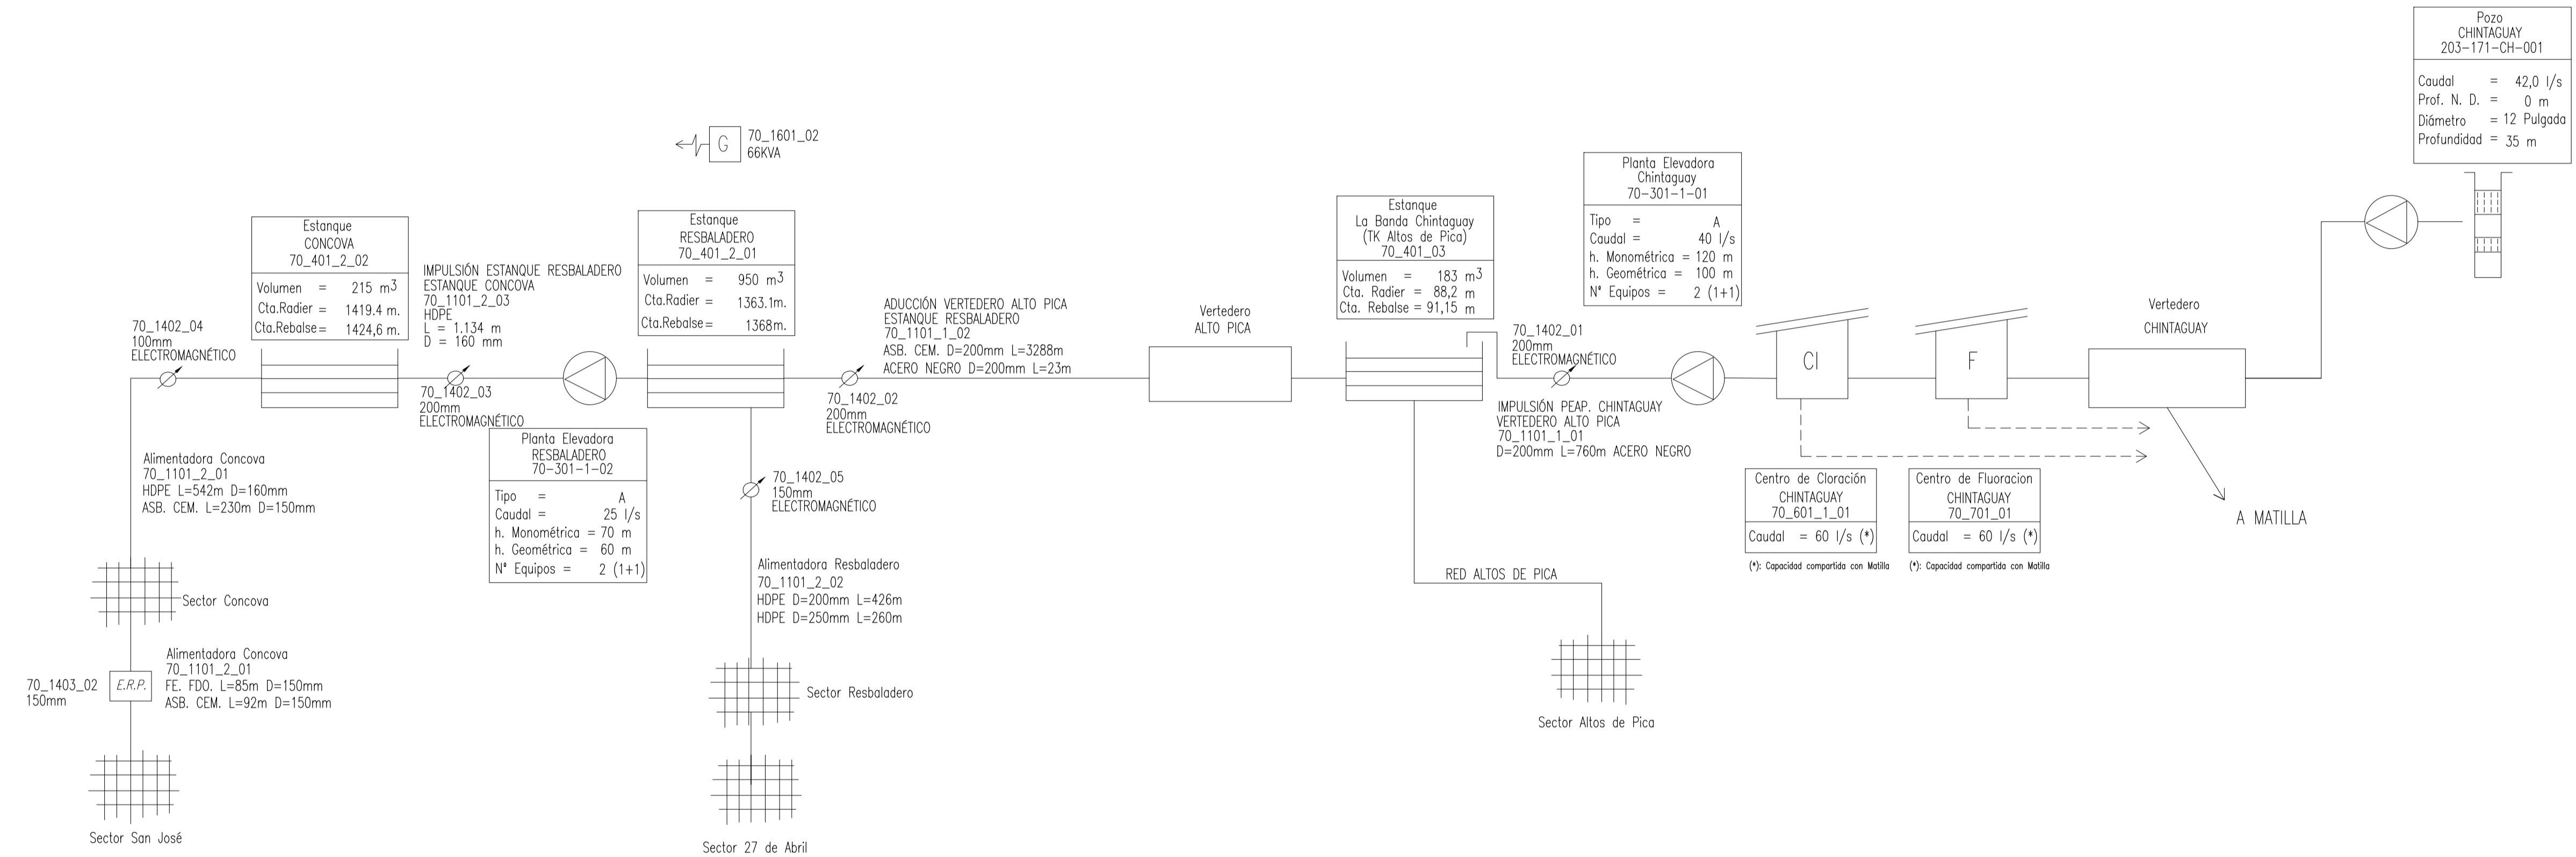 Pozo
CHINTAGUAY
203-171-CH-001
Caudal = 42,0 l/s
Prof. N. D. = 0 m
Diámetro = 12 Pulgada
Profundidad = 35 m
G
70_1601_02
66KVA
Planta Elevadora
Chintaguay
70-301-1-01
Tipo = A
Caudal = 40 l/s
h. Monométrica = 120 m
h. Geométrica = 100 m
N° Equipos = 2 (1+1)
Estanque
La Banda Chintaguay
(TK Altos de Pica)
70_401_03
Volumen = 183 m3
Cta. Radier = 88,2 m
Cta. Rebalse = 91,15 m
Estanque
RESBALADERO
70_401_2_01
Volumen = 950 m3
Cta.Radier = 1363.1m.
Cta.Rebalse= 1368m.
Estanque
CONCOVA
70_401_2_02
Volumen = 215 m3
Cta.Radier = 1419.4 m.
Cta.Rebalse= 1424,6 m.
IMPULSIÓN ESTANQUE RESBALADERO
ESTANQUE CONCOVA
70_1101_2_03
HDPE
L = 1.134 m
D = 160 mm
70_1402_04
100mm
ELECTROMAGNÉTICO
ADUCCIÓN VERTEDERO ALTO PICA
ESTANQUE RESBALADERO
70_1101_1_02
ASB. CEM. D=200mm L=3288m
ACERO NEGRO D=200mm L=23m
Vertedero
ALTO PICA
70_1402_01
200mm
ELECTROMAGNÉTICO
Cl
F
Vertedero
CHINTAGUAY
70_1402_03
200mm
ELECTROMAGNÉTICO
70_1402_02
200mm
ELECTROMAGNÉTICO
IMPULSIÓN PEAP. CHINTAGUAY
VERTEDERO ALTO PICA
70_1101_1_01
D=200mm L=760m ACERO NEGRO
Planta Elevadora
RESBALADERO
70-301-1-02
Tipo = A
Caudal = 25 l/s
h. Monométrica = 70 m
h. Geométrica = 60 m
N° Equipos = 2 (1+1)
Alimentadora Concova
70_1101_2_01
HDPE L=542m D=160mm
ASB. CEM. L=230m D=150mm
70_1402_05
150mm
ELECTROMAGNÉTICO
Centro de Cloración
CHINTAGUAY
70_601_1_01
Caudal = 60 l/s (*)
(*): Capacidad compartida con Matilla
Centro de Fluoracion
CHINTAGUAY
70_701_01
Caudal = 60 l/s (*)
(*): Capacidad compartida con Matilla
A MATILLA
Alimentadora Resbaladero
70_1101_2_02
HDPE D=200mm L=426m
HDPE D=250mm L=260m
RED ALTOS DE PICA
Sector Concova
Alimentadora Concova
70_1101_2_01
FE. FDO. L=85m D=150mm
ASB. CEM. L=92m D=150mm
70_1403_02
150mm
E.R.P.
Sector Resbaladero
Sector Altos de Pica
Sector San José
Sector 27 de Abril